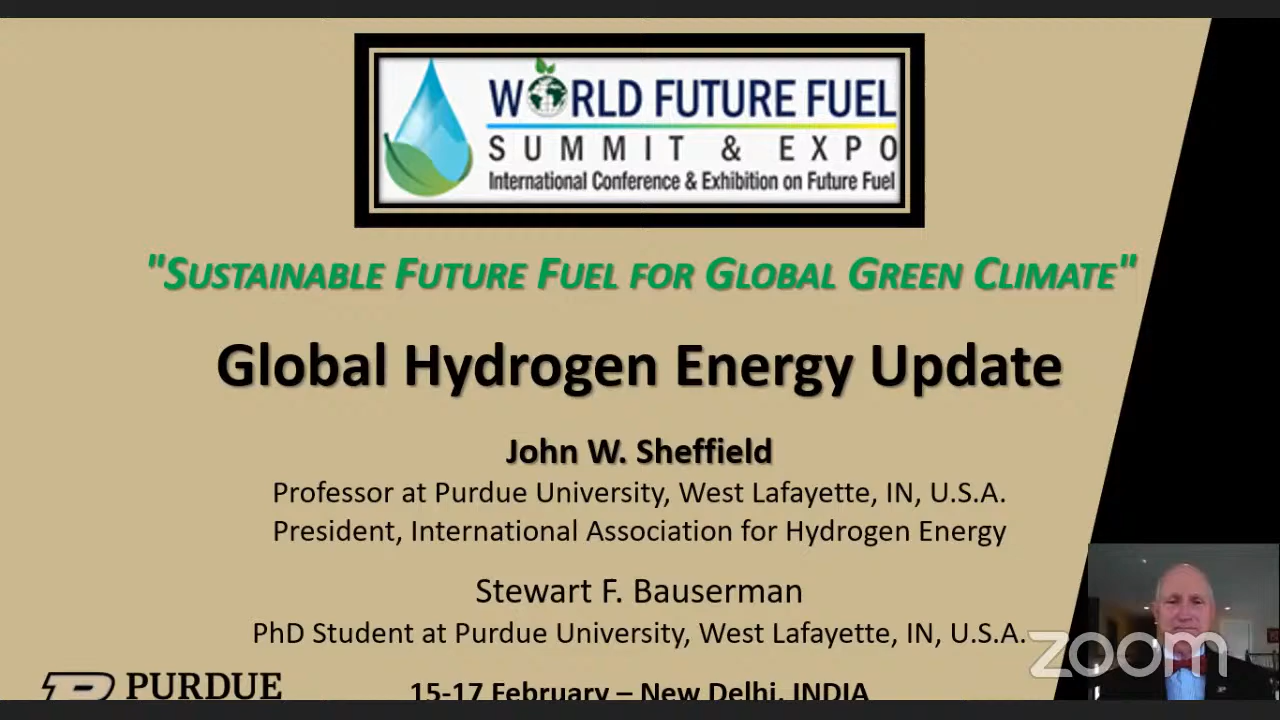 WORLD FUTURE FUEL
SUMMIT & EXPO
International Conference & Exhibition on Future Fuel
"SUSTAINABLE FUTURE FUEL FOR GLOBAL GREEN CLIMATE"
Global Hydrogen Energy Update
John W. Sheffield
Professor at Purdue University, West Lafayette, IN, U.S.A.
President, International Association for Hydrogen Energy
Stewart F. Bauserman
PhD Student at Purdue University, West Lafayette, IN, U.S.A.
zoom
PURDUE
15-17 February – New Delhi, INDIA